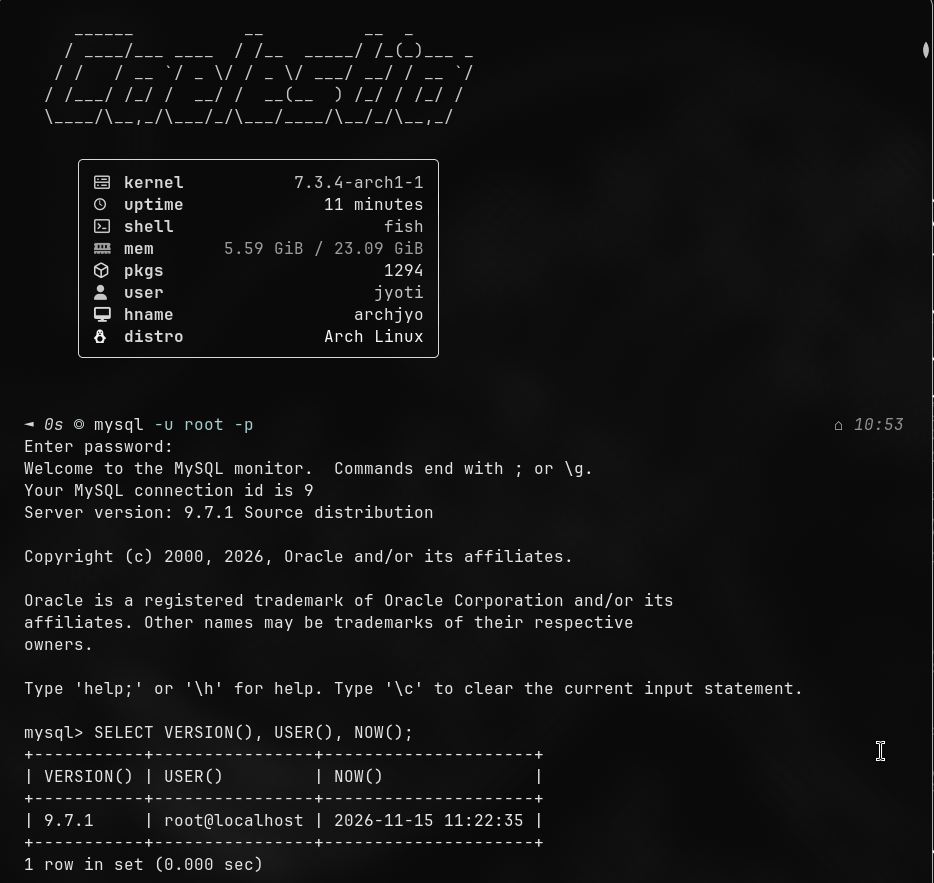 ______           __          __  _
  / ____/___ ____  / /__  _____/ /_(_)___ _
 / /   / __ `/ _ \/ / _ \/ ___/ __/ / __ `/
/ /___/ /_/ /  __/ /  __(__  ) /_/ / /_/ /
\____/\__,_/\___/_/\___/____/\__/_/\__,_/
kernel 7.3.4-arch1-1
uptime 11 minutes
shell fish
mem 5.59 GiB / 23.09 GiB
pkgs 1294
user jyoti
hname archjyo
distro Arch Linux
◄ 0s © mysql -u root -p ⌂ 10:53
Enter password:
Welcome to the MySQL monitor.  Commands end with ; or \g.
Your MySQL connection id is 9
Server version: 9.7.1 Source distribution
Copyright (c) 2000, 2026, Oracle and/or its affiliates.
Oracle is a registered trademark of Oracle Corporation and/or its
affiliates. Other names may be trademarks of their respective
owners.
Type 'help;' or '\h' for help. Type '\c' to clear the current input statement.
mysql> SELECT VERSION(), USER(), NOW();
+-----------+----------------+---------------------+
| VERSION() | USER()         | NOW()               |
+-----------+----------------+---------------------+
| 9.7.1     | root@localhost | 2026-11-15 11:22:35 |
+-----------+----------------+---------------------+
1 row in set (0.000 sec)